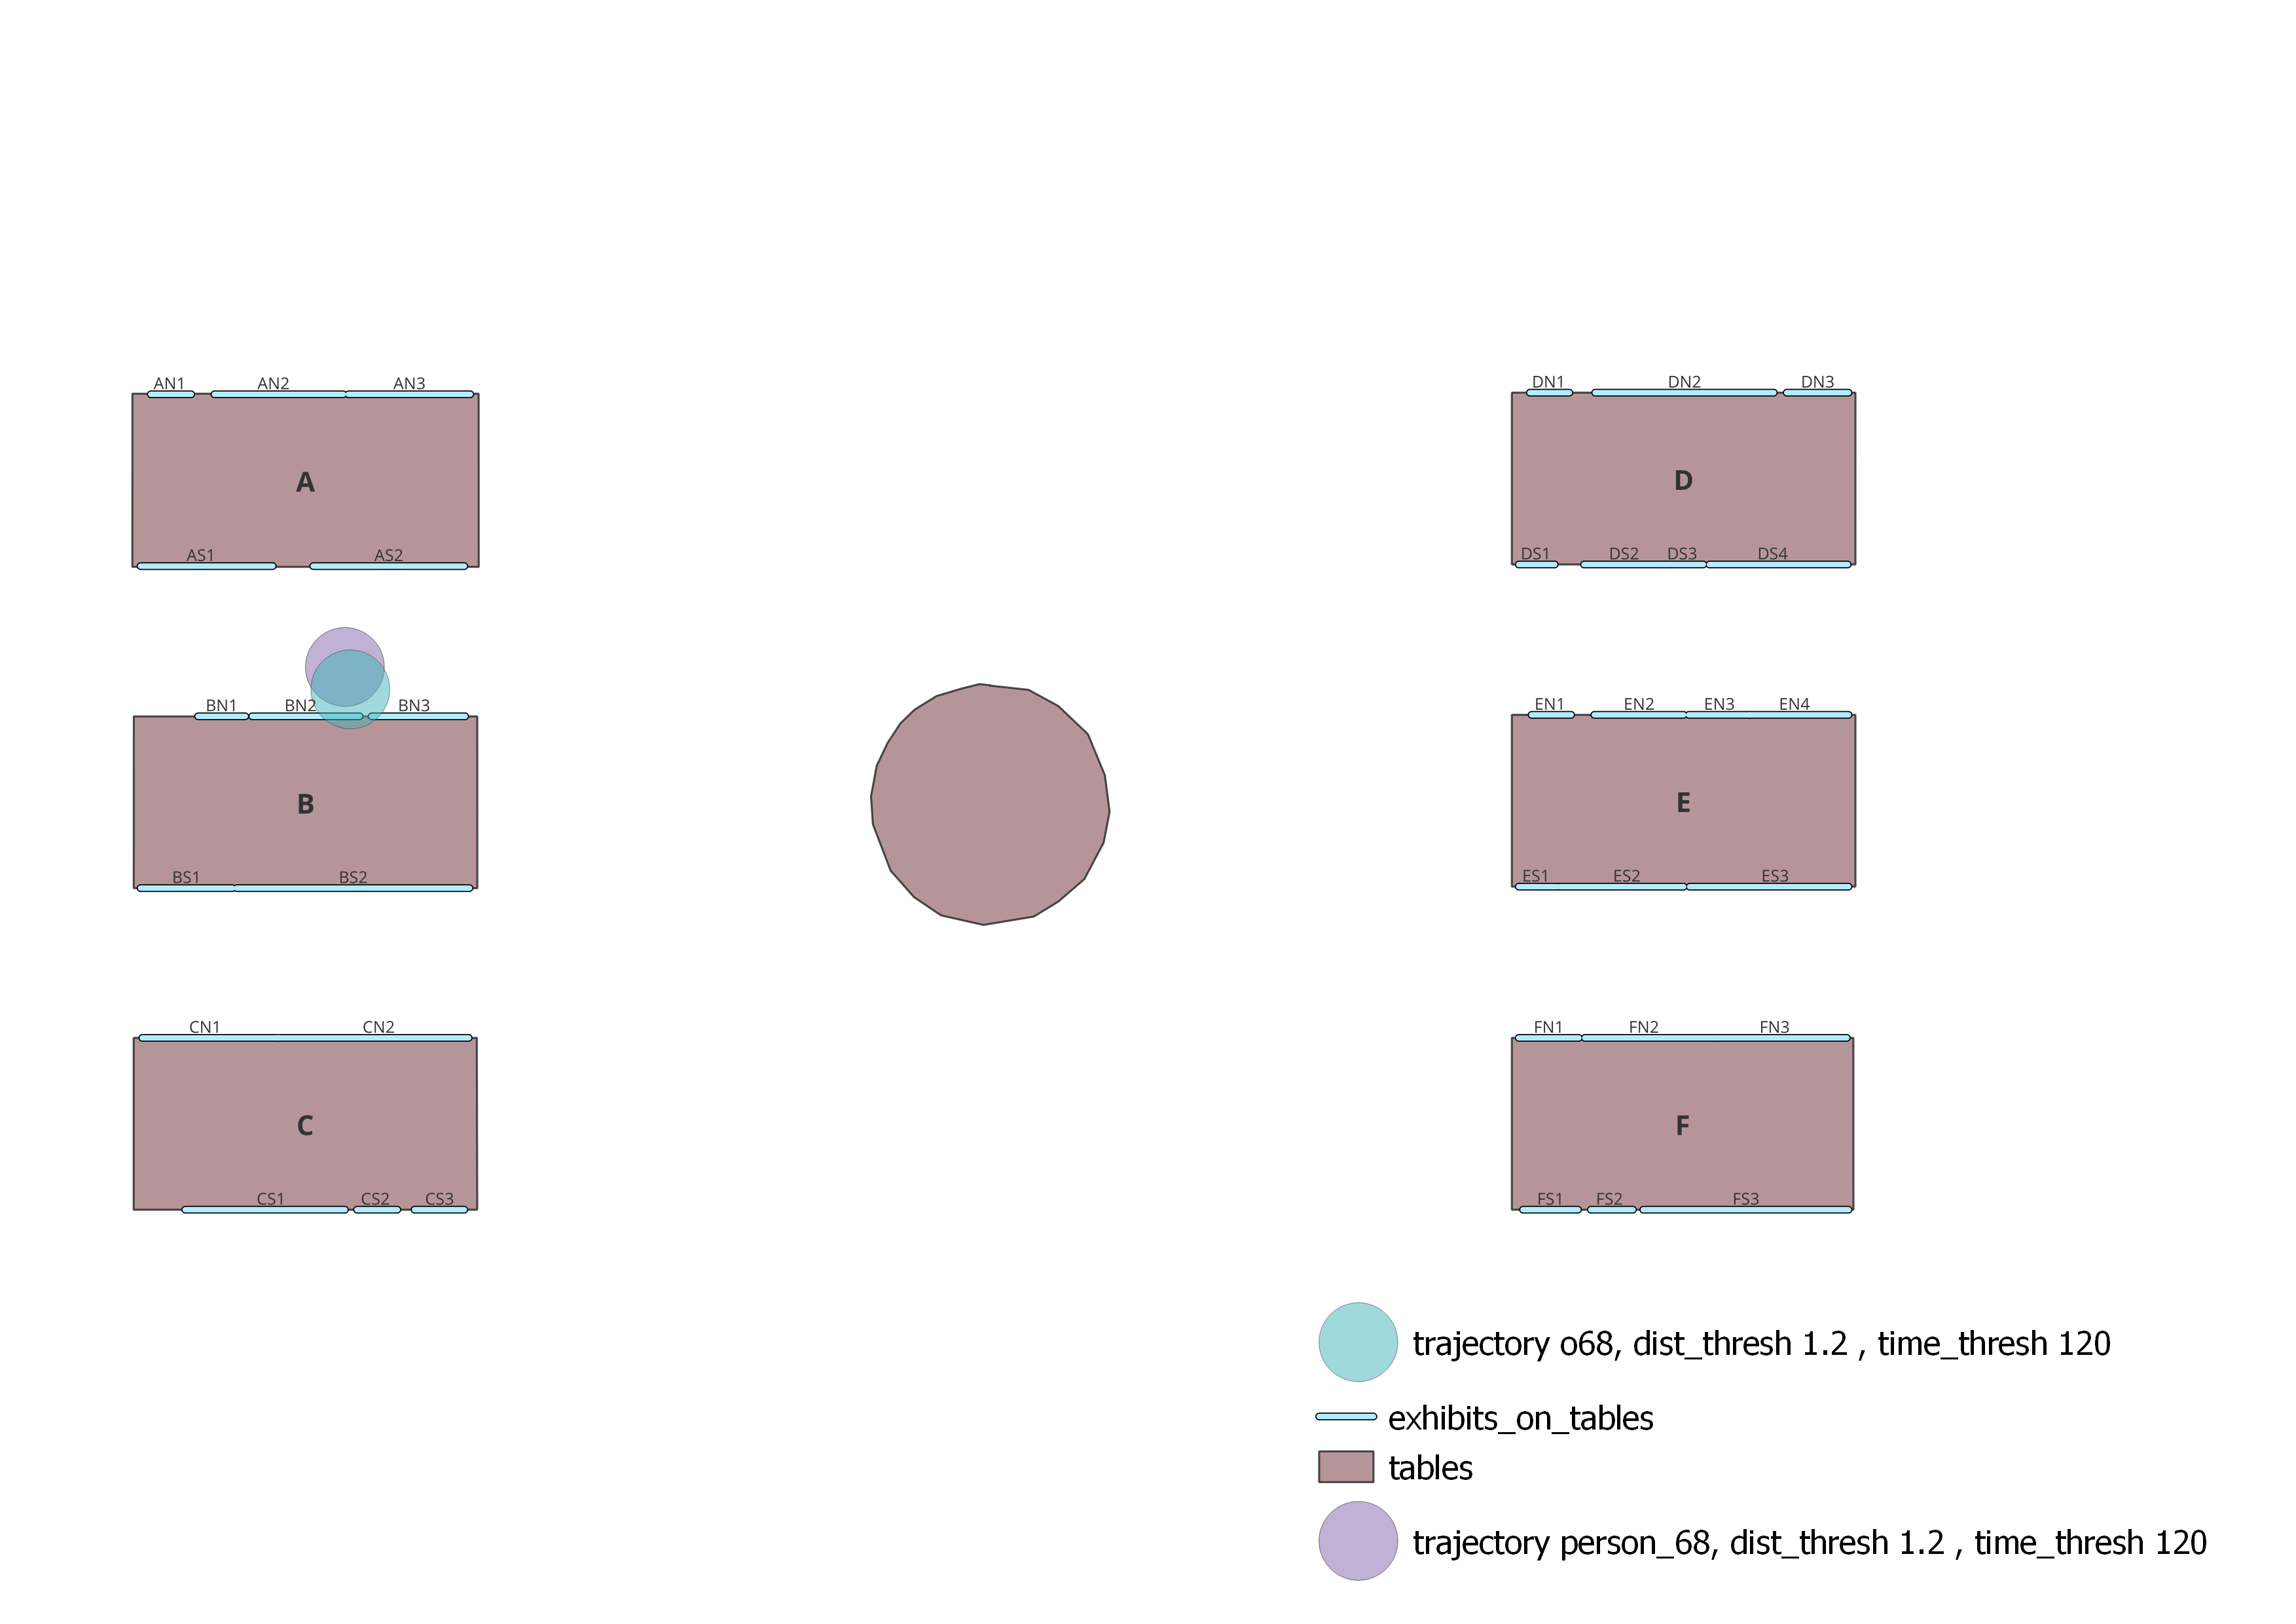 AN1 AN2 AN3
DN1 DN2 DN3
A
D
AS1 AS2
DS1 DS2 DS3 DS4
BN1 BN2 BN3
EN1 EN2 EN3 EN4
B
E
BS1 BS2
ES1 ES2 ES3
CN1 CN2
FN1 FN2 FN3
C
F
CS1 CS2 CS3
FS1 FS2 FS3
trajectory o68, dist_thresh 1.2 , time_thresh 120
exhibits_on_tables
tables
trajectory person_68, dist_thresh 1.2 , time_thresh 120